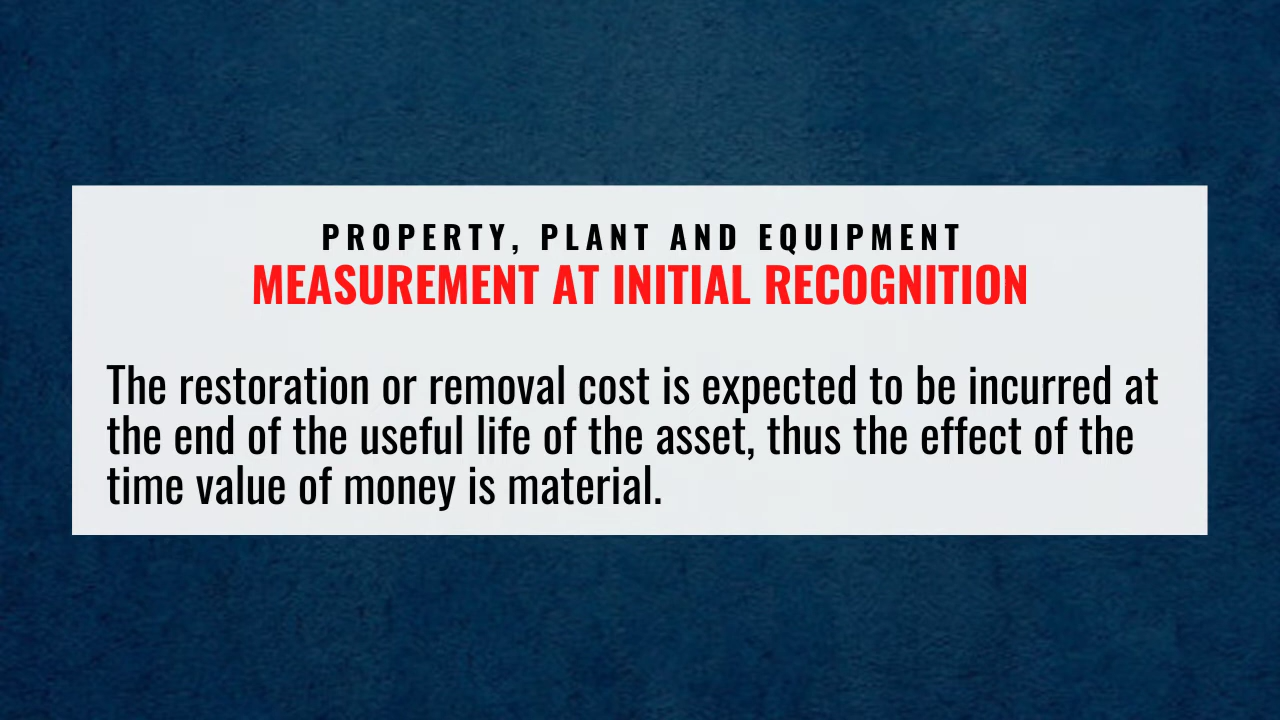 PROPERTY, PLANT AND EQUIPMENT
MEASUREMENT AT INITIAL RECOGNITION
The restoration or removal cost is expected to be incurred at
the end of the useful life of the asset, thus the effect of the
time value of money is material.